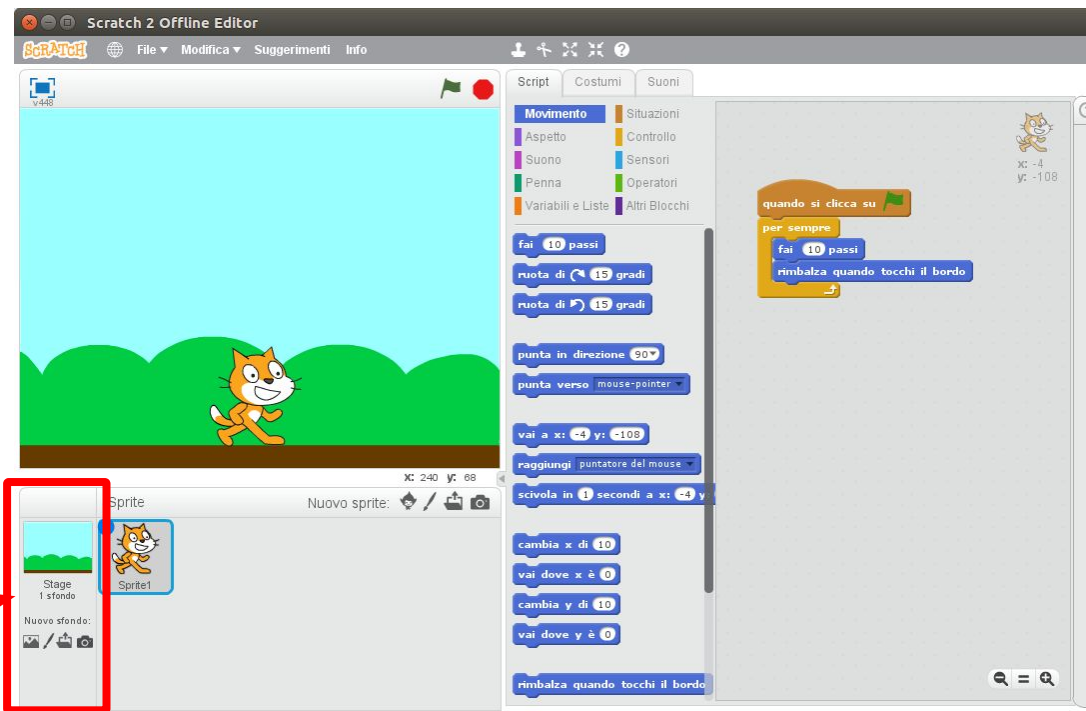 Scratch 2 Offline Editor
SCRATCH File Modifica Suggerimenti Info
v448
Script Costumi Suoni
Movimento Situazioni
Aspetto Controllo
Suono Sensori
Penna Operatori
Variabili e Liste Altri Blocchi
fai 10 passi
ruota di 15 gradi
ruota di 15 gradi
punta in direzione 90
punta verso mouse-pointer
vai a x: -4 y: -108
raggiungi puntatore del mouse
scivola in 1 secondi a x: -4 y
cambia x di 10
vai dove x è 0
cambia y di 10
vai dove y è 0
rimbalza quando tocchi il bordo
x: -4
y: -108
quando si clicca su
per sempre
fai 10 passi
rimbalza quando tocchi il bordo
X: 240 y: 68
Sprite Nuovo sprite:
Sprite1
Stage
1 sfondo
Nuovo sfondo: